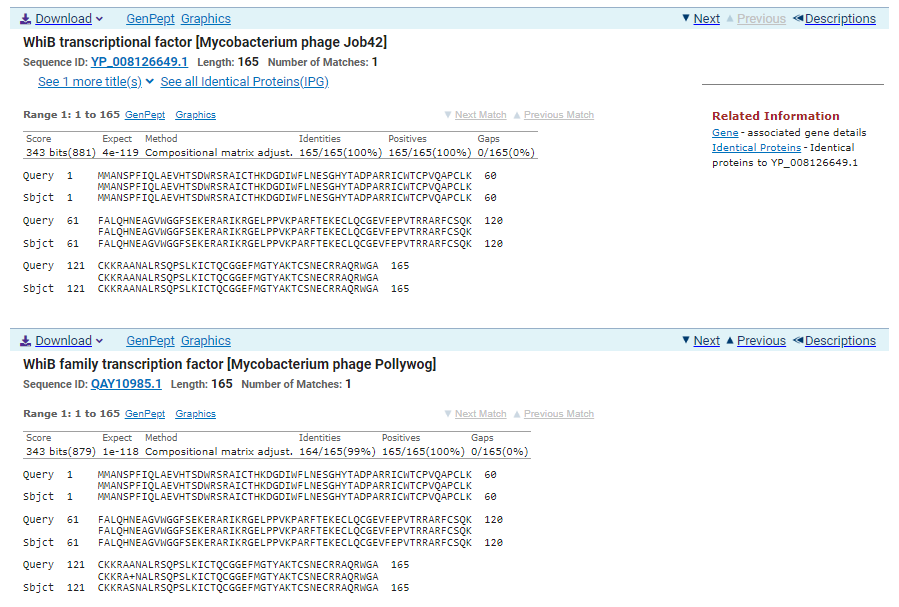 Download GenPept Graphics Next Previous Descriptions
WhiB transcriptional factor [Mycobacterium phage Job42]
Sequence ID: YP_008126649.1 Length: 165 Number of Matches: 1
See 1 more title(s) See all Identical Proteins(IPG)
Range 1: 1 to 165 GenPept Graphics Next Match Previous Match
Related Information
Gene - associated gene details
Identical Proteins - Identical
proteins to YP_008126649.1
Score Expect Method Identities Positives Gaps
343 bits(881) 4e-119 Compositional matrix adjust. 165/165(100%) 165/165(100%) 0/165(0%)
Query 1 MMANSPFIQLAEVHTSDWRSRAICTHKDGDIWFLNESGHYTADPARRICWTCPVQAPCLK 60
MMANSPFIQLAEVHTSDWRSRAICTHKDGDIWFLNESGHYTADPARRICWTCPVQAPCLK
Sbjct 1 MMANSPFIQLAEVHTSDWRSRAICTHKDGDIWFLNESGHYTADPARRICWTCPVQAPCLK 60
Query 61 FALQHNEAGVWGGFSEKERARIKRGELPPVKPARFTEKECLQCGEVFEPVTRRARFCSQK 120
FALQHNEAGVWGGFSEKERARIKRGELPPVKPARFTEKECLQCGEVFEPVTRRARFCSQK
Sbjct 61 FALQHNEAGVWGGFSEKERARIKRGELPPVKPARFTEKECLQCGEVFEPVTRRARFCSQK 120
Query 121 CKKRAANALRSQPSLKICTQCGGEFMGTYAKTCSNECRRAQRWGA 165
CKKRAANALRSQPSLKICTQCGGEFMGTYAKTCSNECRRAQRWGA
Sbjct 121 CKKRAANALRSQPSLKICTQCGGEFMGTYAKTCSNECRRAQRWGA 165
Download GenPept Graphics Next Previous Descriptions
WhiB family transcription factor [Mycobacterium phage Pollywog]
Sequence ID: QAY10985.1 Length: 165 Number of Matches: 1
Range 1: 1 to 165 GenPept Graphics Next Match Previous Match
Score Expect Method Identities Positives Gaps
343 bits(879) 1e-118 Compositional matrix adjust. 164/165(99%) 165/165(100%) 0/165(0%)
Query 1 MMANSPFIQLAEVHTSDWRSRAICTHKDGDIWFLNESGHYTADPARRICWTCPVQAPCLK 60
MMANSPFIQLAEVHTSDWRSRAICTHKDGDIWFLNESGHYTADPARRICWTCPVQAPCLK
Sbjct 1 MMANSPFIQLAEVHTSDWRSRAICTHKDGDIWFLNESGHYTADPARRICWTCPVQAPCLK 60
Query 61 FALQHNEAGVWGGFSEKERARIKRGELPPVKPARFTEKECLQCGEVFEPVTRRARFCSQK 120
FALQHNEAGVWGGFSEKERARIKRGELPPVKPARFTEKECLQCGEVFEPVTRRARFCSQK
Sbjct 61 FALQHNEAGVWGGFSEKERARIKRGELPPVKPARFTEKECLQCGEVFEPVTRRARFCSQK 120
Query 121 CKKRAANALRSQPSLKICTQCGGEFMGTYAKTCSNECRRAQRWGA 165
CKKRA+NALRSQPSLKICTQCGGEFMGTYAKTCSNECRRAQRWGA
Sbjct 121 CKKRASNALRSQPSLKICTQCGGEFMGTYAKTCSNECRRAQRWGA 165